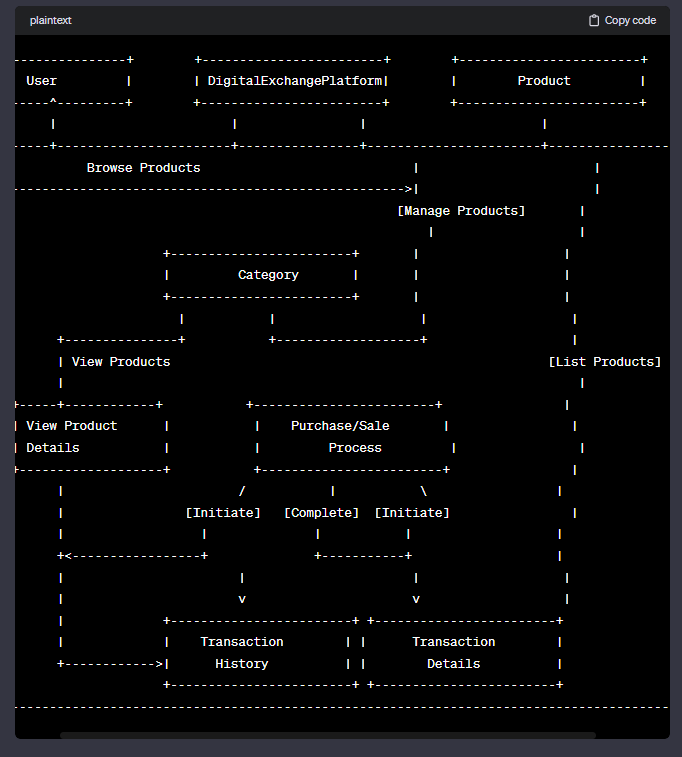 plaintext Copy code
User DigitalExchangePlatform Product
Browse Products
[Manage Products]
Category
View Products [List Products]
View Product Purchase/Sale
Details Process
[Initiate] [Complete] [Initiate]
v v
Transaction Transaction
History Details